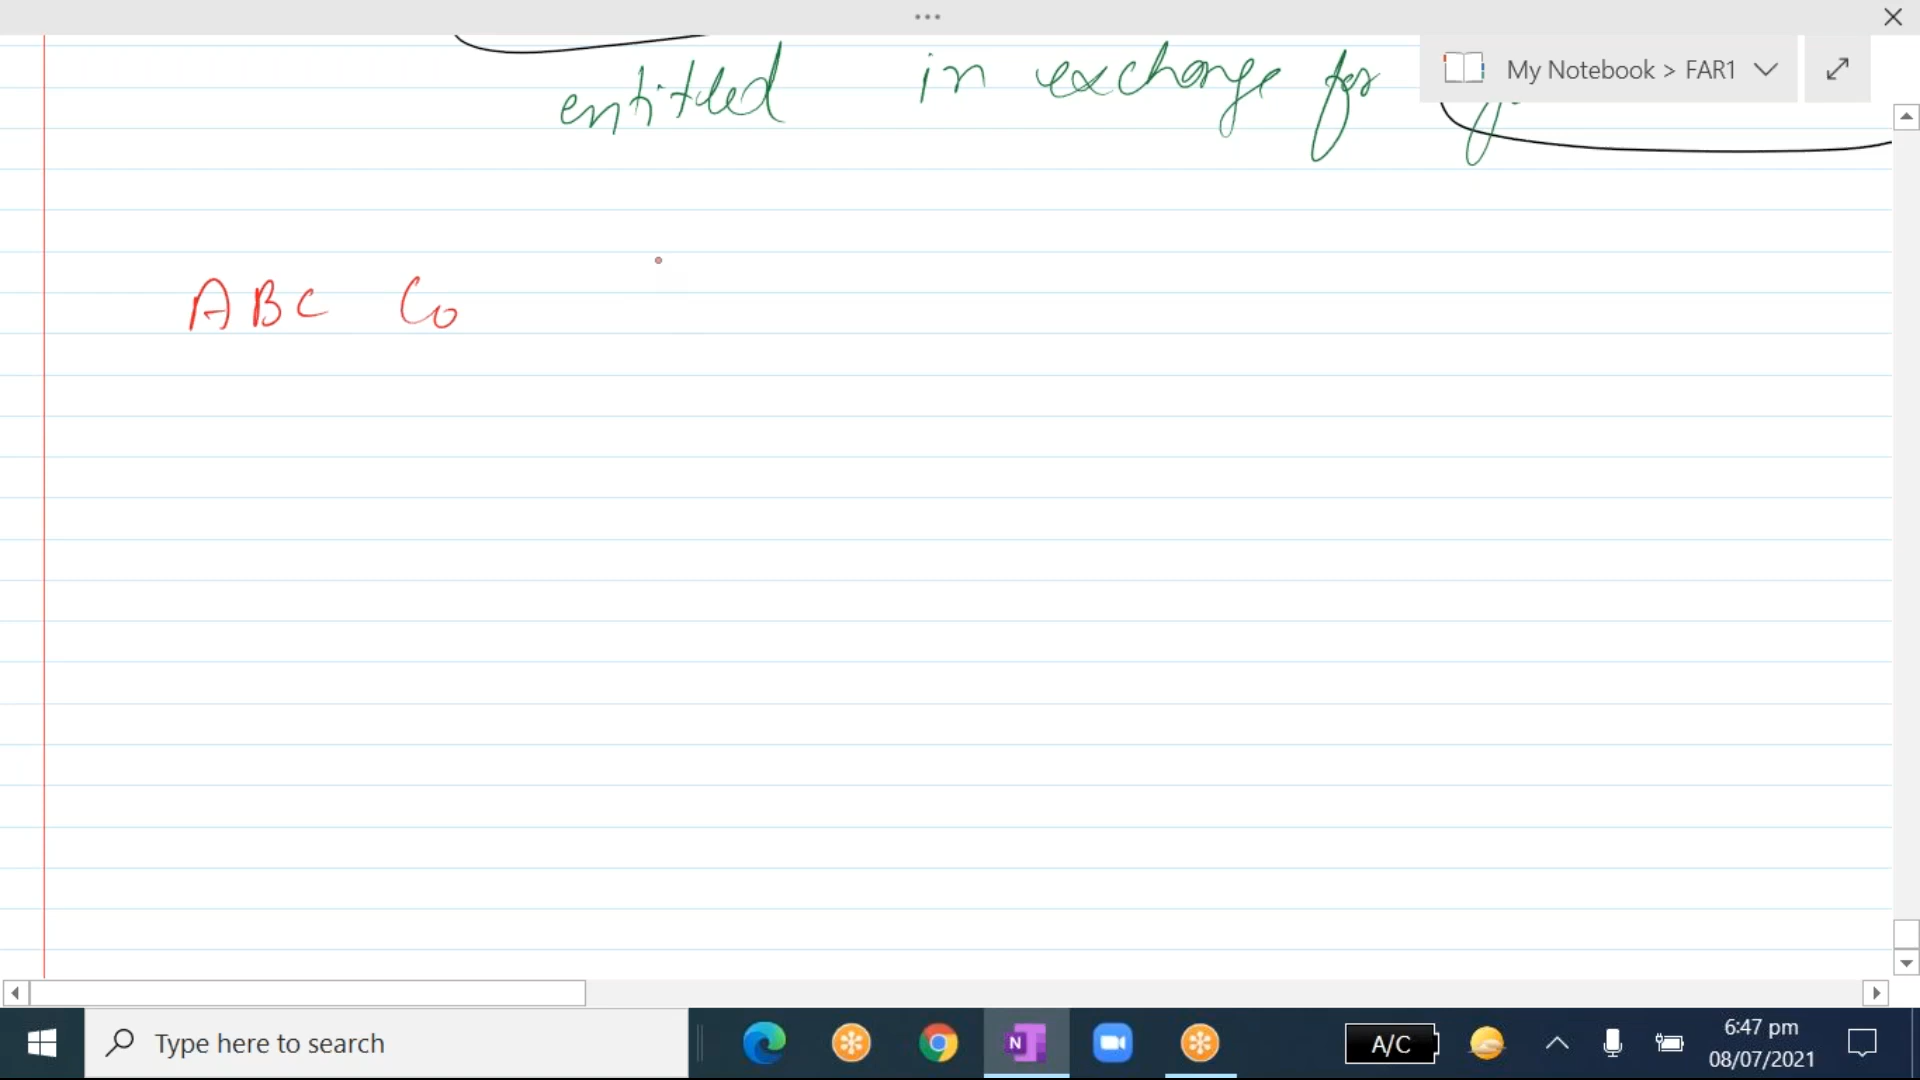 My Notebook > FAR1
entitled in exchange for
ABC Co
Type here to search
N
A/C
6:47 pm
08/07/2021